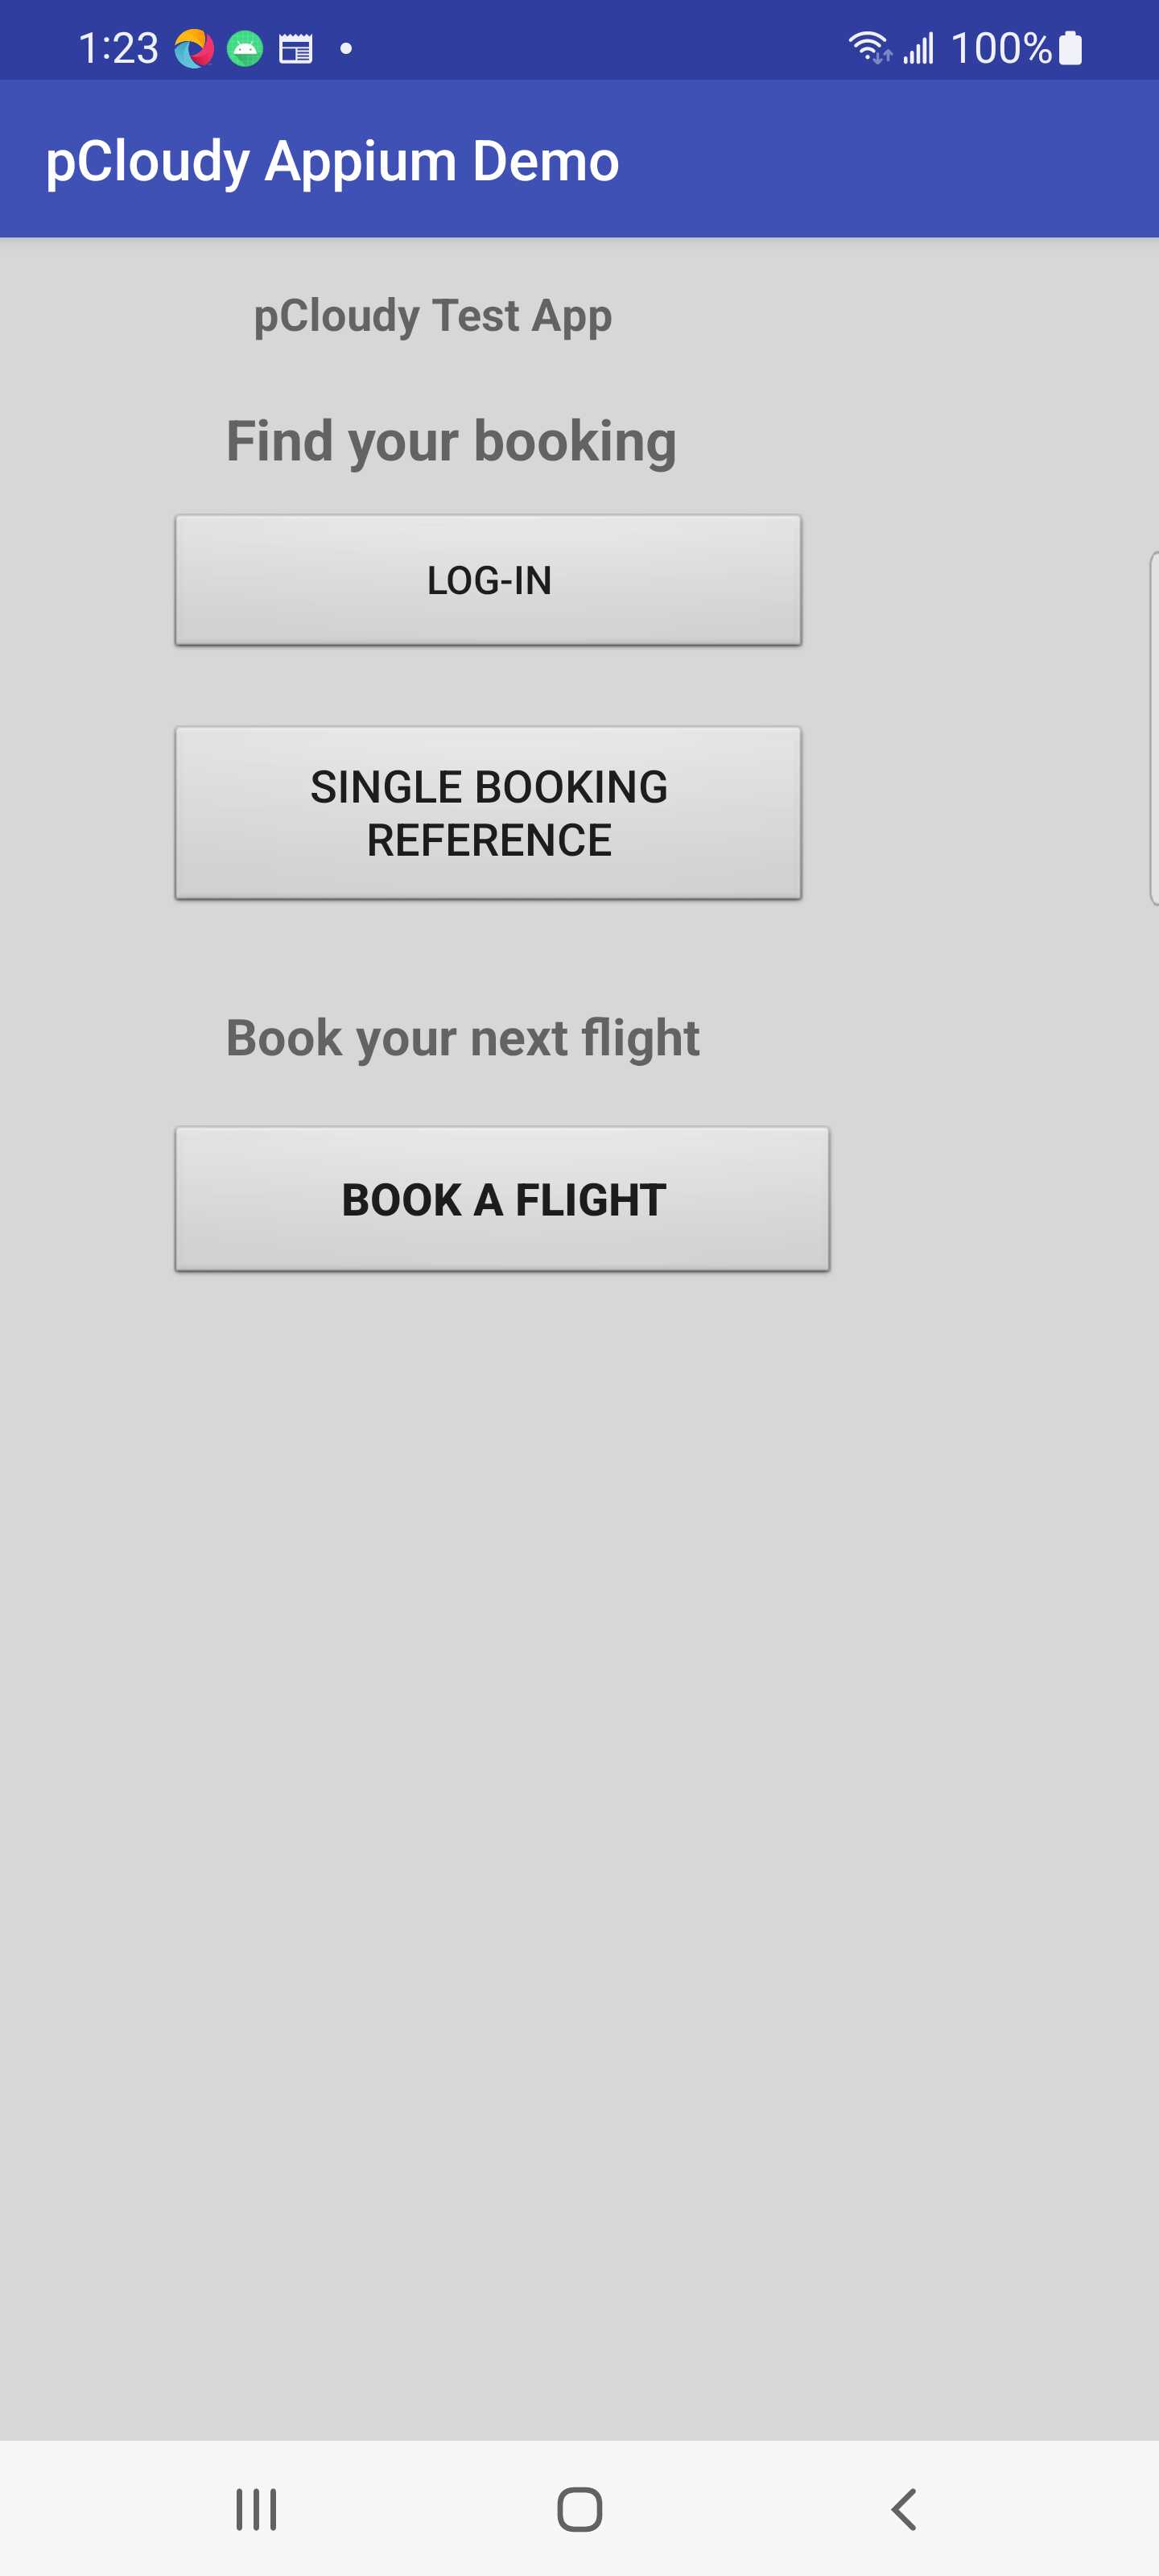 1:23 100%
pCloudy Appium Demo
pCloudy Test App
Find your booking
LOG-IN
SINGLE BOOKING
REFERENCE
Book your next flight
BOOK A FLIGHT